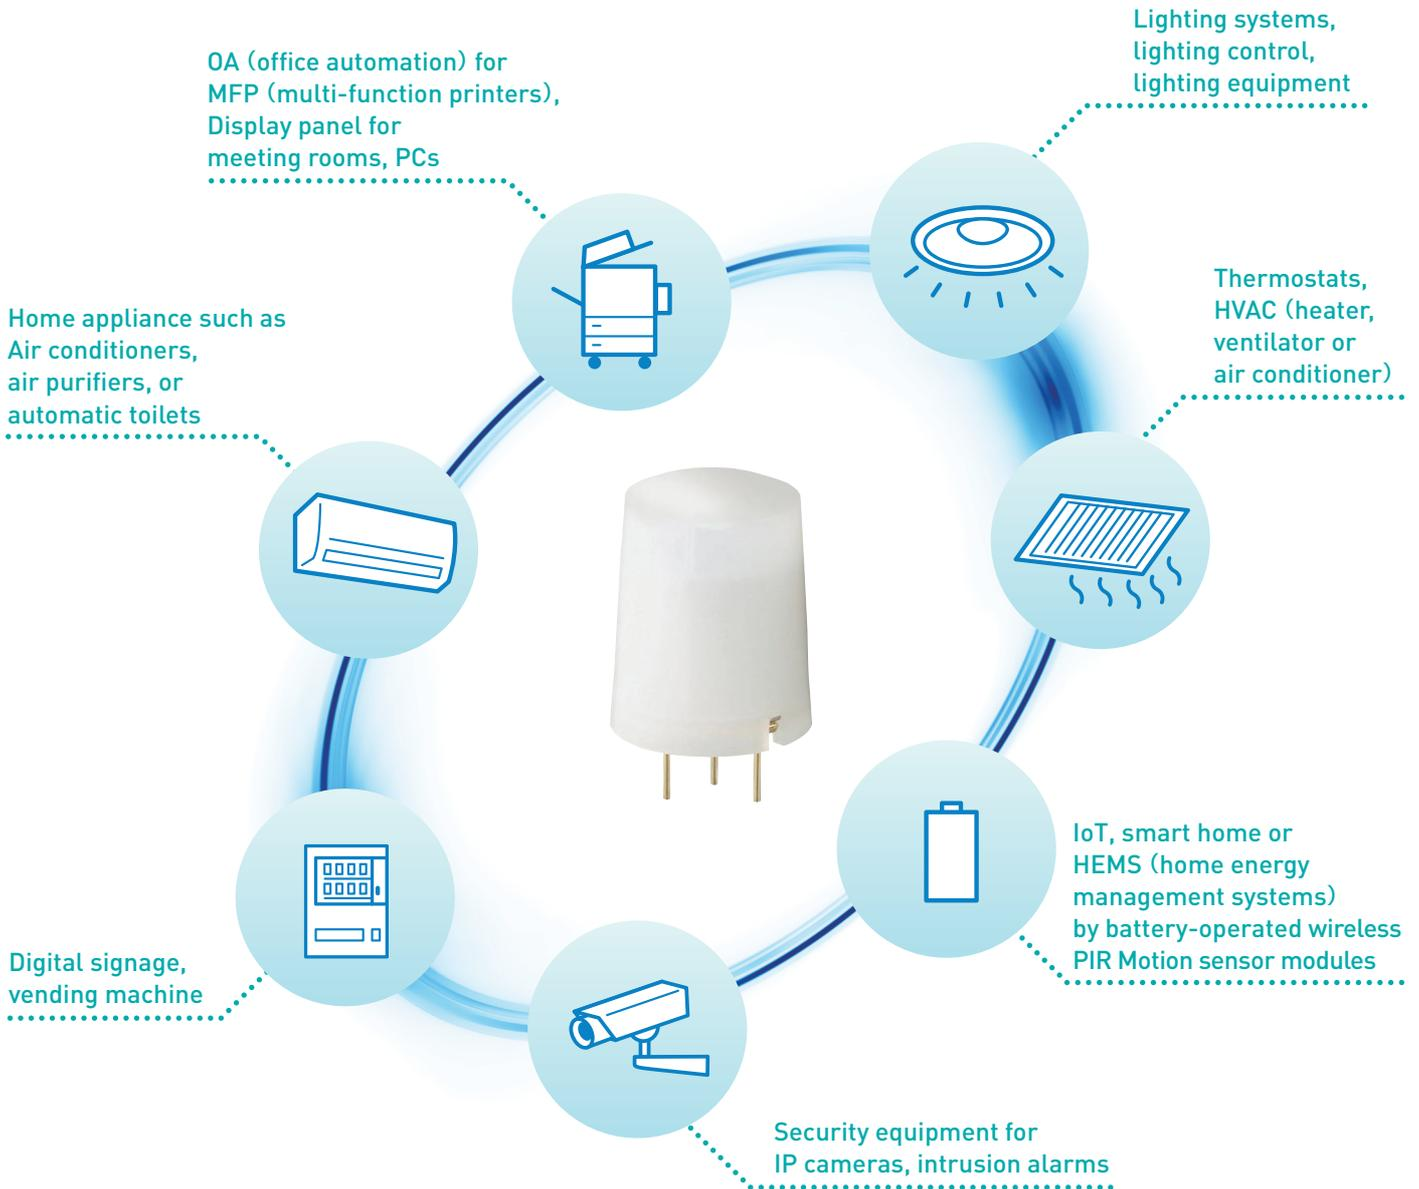 OA (office automation) for
MFP (multi-function printers),
Display panel for
meeting rooms, PCs
Lighting systems,
lighting control,
lighting equipment
Thermostats,
HVAC (heater,
ventilator or
air conditioner)
Home appliance such as
Air conditioners,
air purifiers, or
automatic toilets
IoT, smart home or
HEMS (home energy
management systems)
by battery-operated wireless
PIR Motion sensor modules
Digital signage,
vending machine
Security equipment for
IP cameras, intrusion alarms